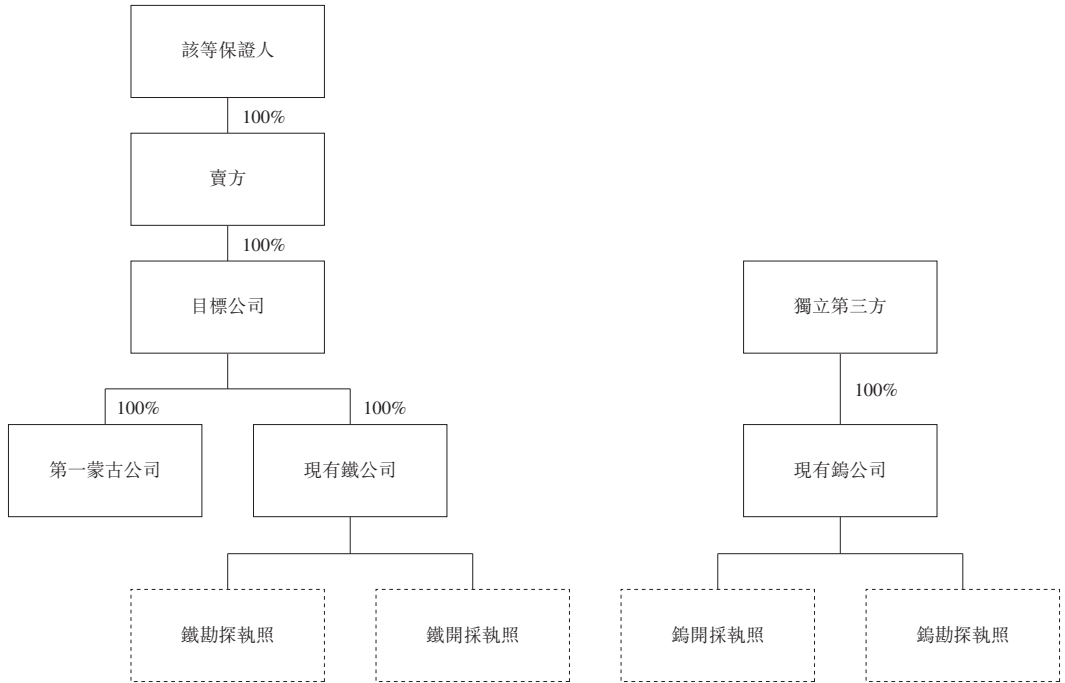 該等保證人
100%
賣方
100%
目標公司
獨立第三方
100%
100%
100%
第一蒙古公司
現有鐵公司
現有鎢公司
鐵勘探執照
鐵開採執照
鎢開採執照
鎢勘探執照